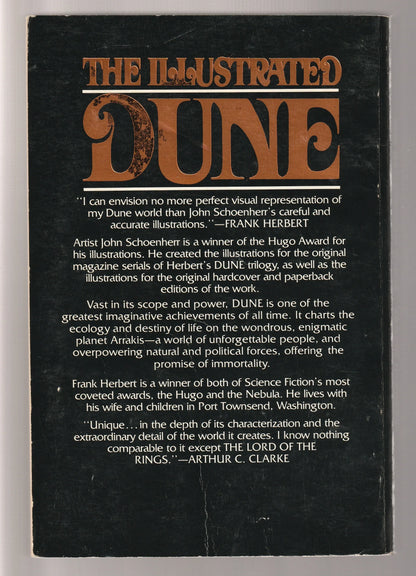 THE ILLUSTRATED
DUNE
"I can envision no more perfect visual representation of
my Dune world than John Schoenherr's careful and
accurate illustrations."—FRANK HERBERT
Artist John Schoenherr is a winner of the Hugo Award for
his illustrations. He created the illustrations for the original
magazine serials of Herbert's DUNE trilogy, as well as the
illustrations for the original hardcover and paperback
editions of the work.
Vast in its scope and power, DUNE is one of the
greatest imaginative achievements of all time. It charts the
ecology and destiny of life on the wondrous, enigmatic
planet Arrakis—a world of unforgettable people, and
overpowering natural and political forces, offering the
promise of immortality.
Frank Herbert is a winner of both of Science Fiction's most
coveted awards, the Hugo and the Nebula. He lives with
his wife and children in Port Townsend, Washington.
"Unique...in the depth of its characterization and the
extraordinary detail of the world it creates. I know nothing
comparable to it except THE LORD OF THE
RINGS."—ARTHUR C. CLARKE